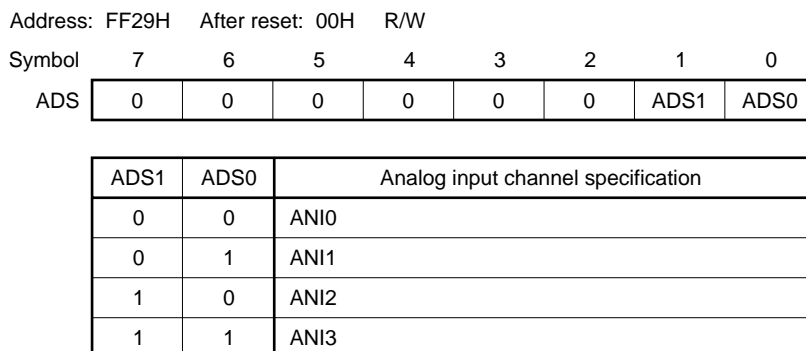 Address: FF29H After reset: 00H R/W
Symbol 7 6 5 4 3 2 1 0
ADS 0 0 0 0 0 0 ADS1 ADS0
ADS1 ADS0 Analog input channel specification
0 0 ANI0
0 1 ANI1
1 0 ANI2
1 1 ANI3